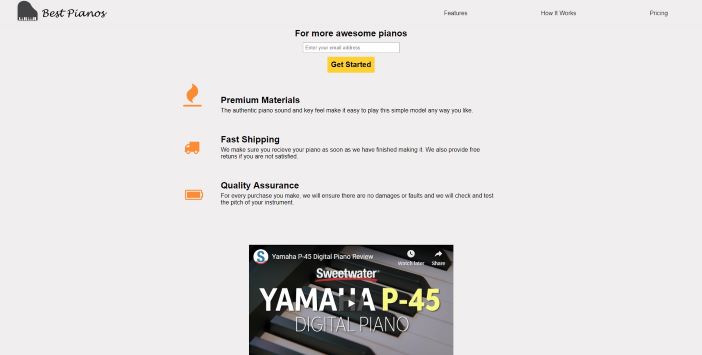 Best Pianos
Features
How It Works
Pricing
For more awesome pianos
Enter your email address
Get Started
Premium Materials
The authentic piano sound and key feel make it easy to play this simple model any way you like.
Fast Shipping
We make sure you recieve your piano as soon as we have finished making it. We also provide free
retuns if you are not satisfied.
Quality Assurance
For every purchase you make, we will ensure there are no damages or faults and we will check and test
the pitch of your instrument.
Yamaha P-45 Digital Piano Review
Watch later
Share
Sweetwater
YAMAHA P-45
DIGITAL PIANO